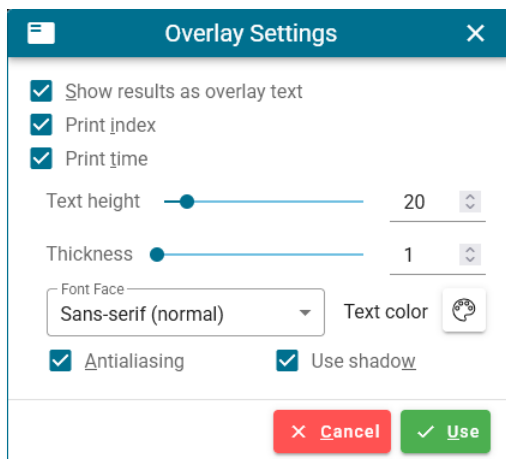 Overlay Settings
Show results as overlay text
Print index
Print time
Text height 20
Thickness 1
Font Face
Sans-serif (normal) Text color
Antialiasing Use shadow
Cancel Use